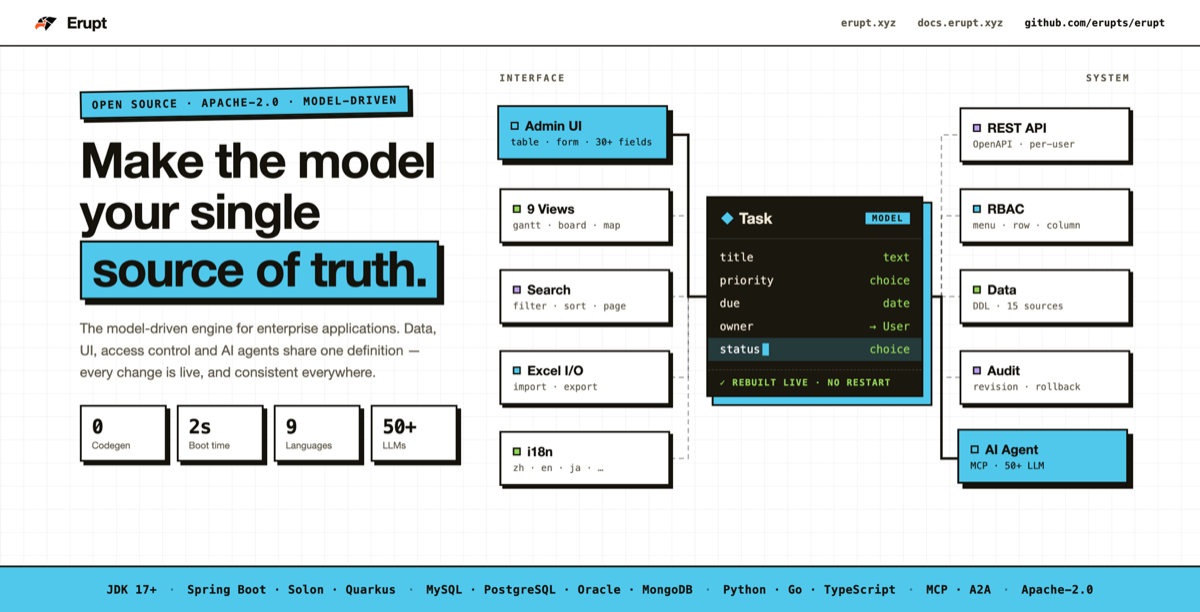 Erupt
erupt.xyz docs.erupt.xyz github.com/erupts/erupt
OPEN SOURCE · APACHE-2.0 · MODEL-DRIVEN
Make the model
your single
source of truth.
The model-driven engine for enterprise applications. Data,
UI, access control and AI agents share one definition —
every change is live, and consistent everywhere.
0
Codegen
2s
Boot time
9
Languages
50+
LLMs
INTERFACE
Admin UI
table · form · 30+ fields
9 Views
gantt · board · map
Search
filter · sort · page
Excel I/O
import · export
i18n
zh · en · ja · …
Task MODEL
title text
priority choice
due date
owner → User
status choice
✓ REBUILT LIVE · NO RESTART
SYSTEM
REST API
OpenAPI · per-user
RBAC
menu · row · column
Data
DDL · 15 sources
Audit
revision · rollback
AI Agent
MCP · 50+ LLM
JDK 17+ · Spring Boot · Solon · Quarkus · MySQL · PostgreSQL · Oracle · MongoDB · Python · Go · TypeScript · MCP · A2A · Apache-2.0